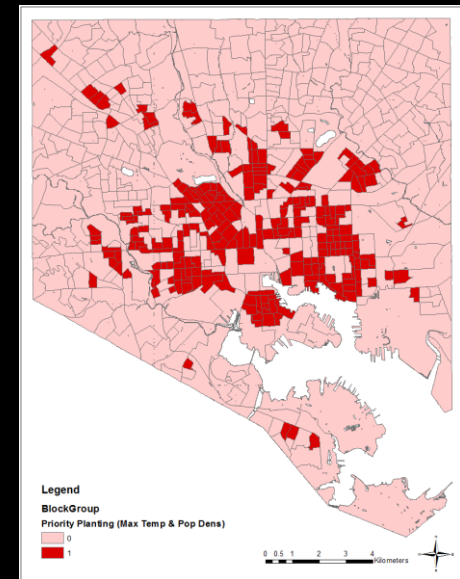 Legend
BlockGroup
Priority Planting (Max Temp & Pop Dens)
0
1
0 0.5 1 2 3 4
Kilometers